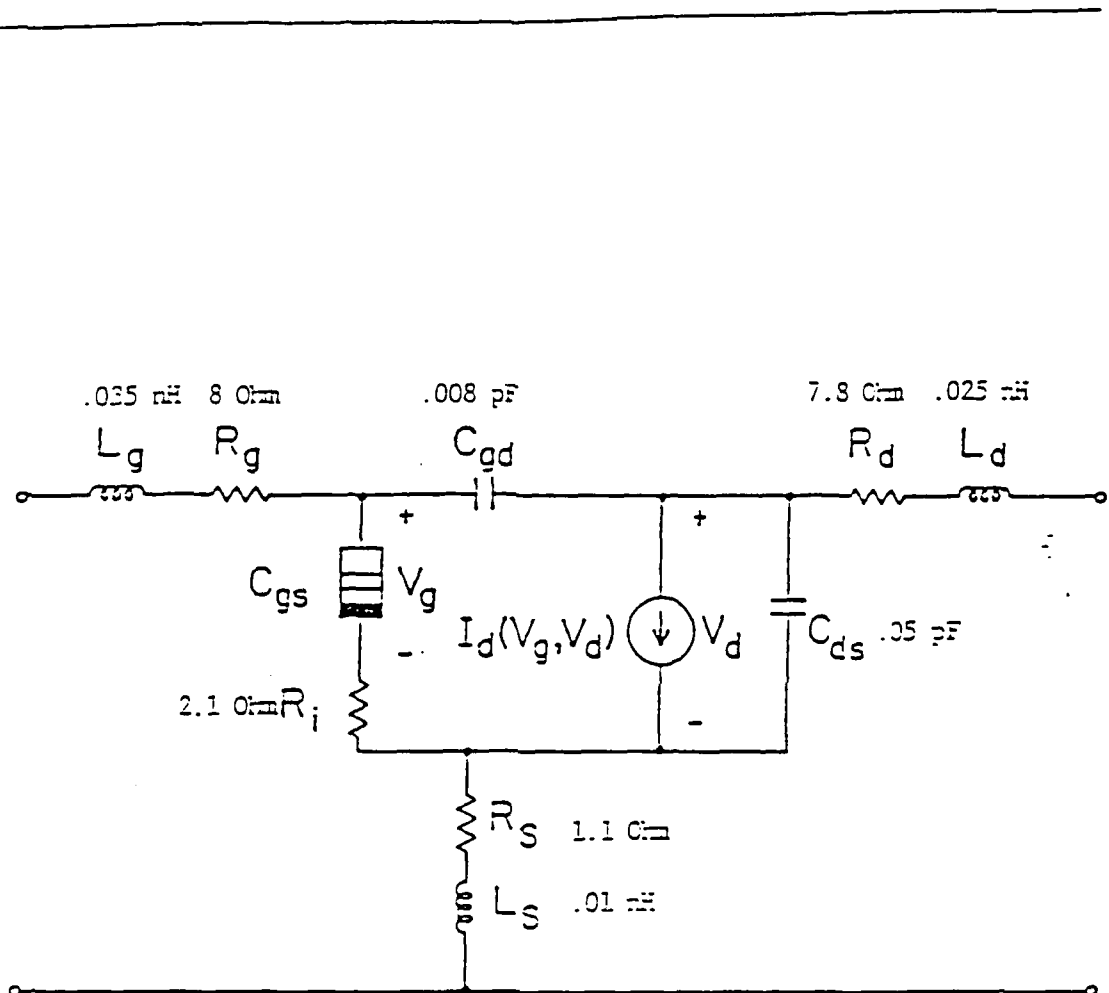 .035 nH 8 Ohm .008 pF 7.8 Ohm .025 nH
Lg Rg Cgd Rd Ld
+ +
Cgs Vg Id(Vg,Vd) Vd Cds .05 pF
- -
2.1 Ohm Ri
RS 1.1 Ohm
LS .01 nH